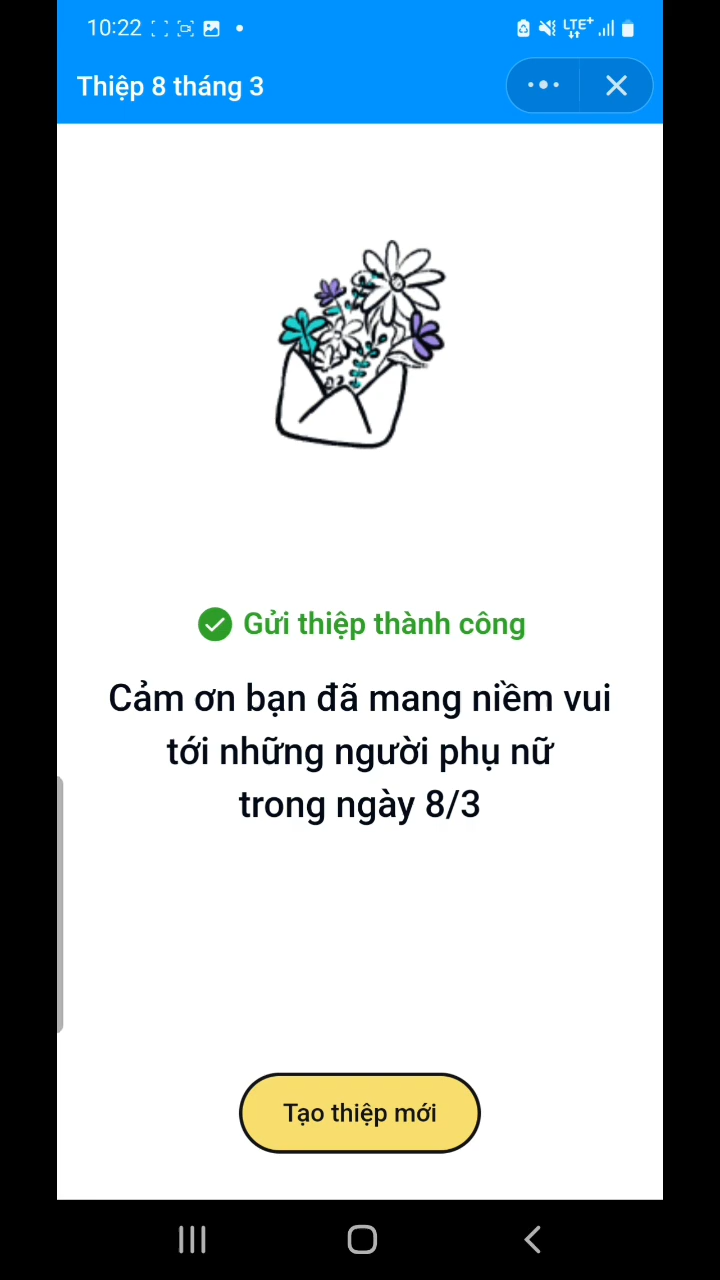 10:22
LTE+
Thiệp 8 tháng 3
Gửi thiệp thành công
Cảm ơn bạn đã mang niềm vui
tới những người phụ nữ
trong ngày 8/3
Tạo thiệp mới